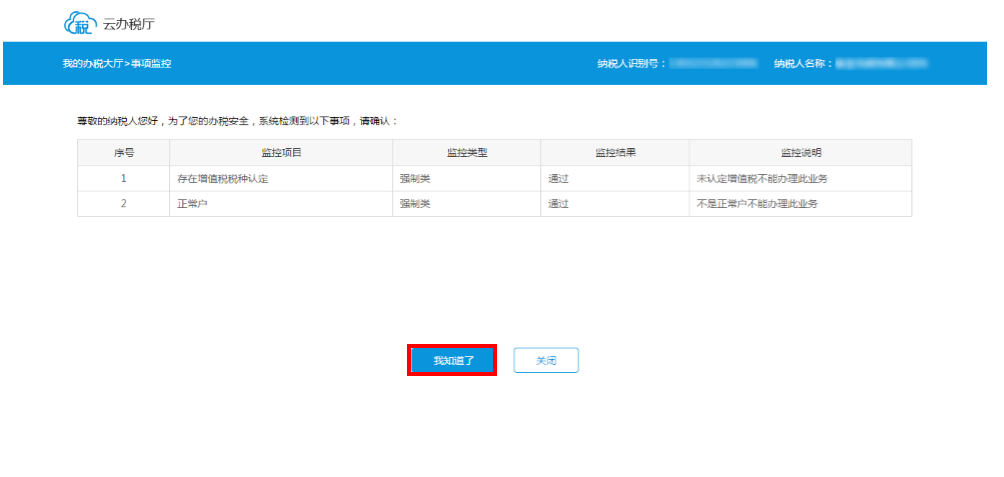 税 云办税厅
我的办税大厅>事项监控 纳税人识别号： 纳税人名称：
尊敬的纳税人您好，为了您的办税安全，系统检测到以下事项，请确认：
序号 监控项目 监控类型 监控结果 监控说明
1 存在增值税税种认定 强制类 通过 未认定增值税不能办理此业务
2 正常户 强制类 通过 不是正常户不能办理此业务
我知道了 关闭